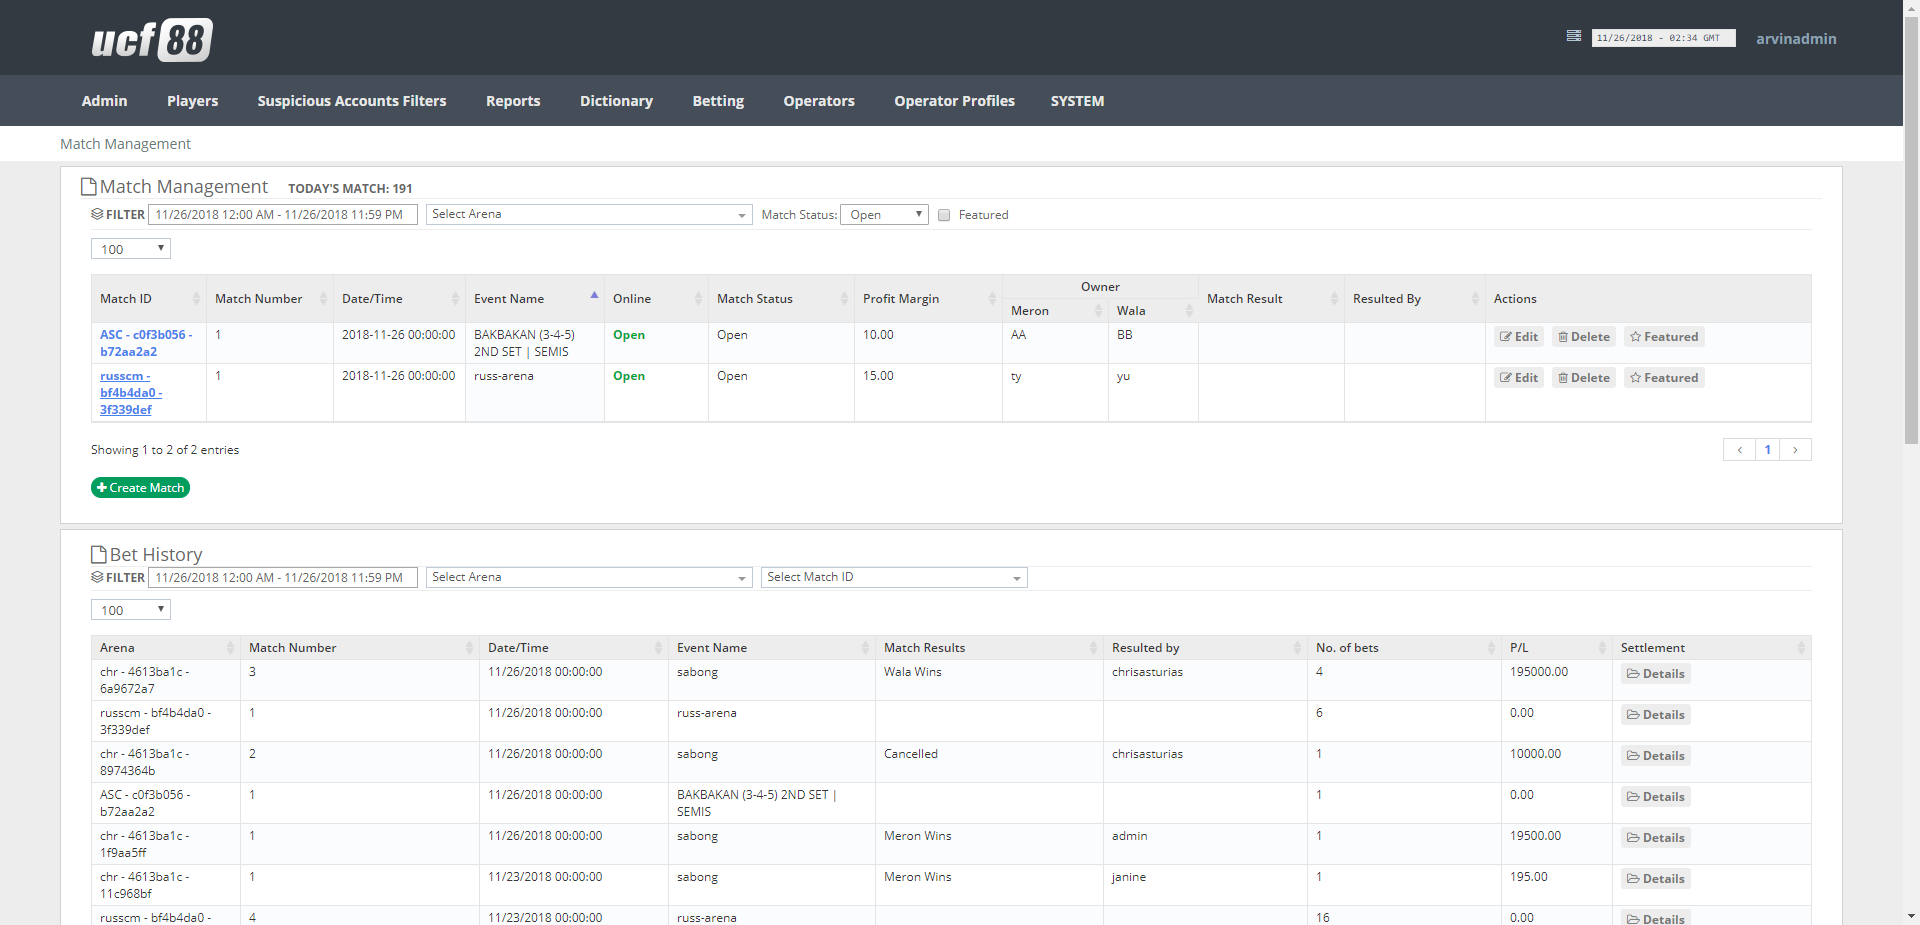 ucf 88
11/26/2018 - 02:34 GMT
arvinadmin
Admin Players Suspicious Accounts Filters Reports Dictionary Betting Operators Operator Profiles SYSTEM
Match Management
Match Management TODAY'S MATCH: 191
FILTER 11/26/2018 12:00 AM - 11/26/2018 11:59 PM Select Arena Match Status: Open Featured
100
Owner
Match ID Match Number Date/Time Event Name Online Match Status Profit Margin Match Result Resulted By Actions
Meron Wala
ASC - c0f3b056 - 1 2018-11-26 00:00:00 BAKBAKAN (3-4-5) Open Open 10.00 AA BB Edit Delete Featured
b72aa2a2 2ND SET | SEMIS
russcm - 1 2018-11-26 00:00:00 russ-arena Open Open 15.00 ty yu Edit Delete Featured
bf4b4da0 -
3f339def
Showing 1 to 2 of 2 entries ‹ 1 ›
Create Match
Bet History
FILTER 11/26/2018 12:00 AM - 11/26/2018 11:59 PM Select Arena Select Match ID
100
Arena Match Number Date/Time Event Name Match Results Resulted by No. of bets P/L Settlement
chr - 4613ba1c - 3 11/26/2018 00:00:00 sabong Wala Wins chrisasturias 4 195000.00 Details
6a9672a7
russcm - bf4b4da0 - 1 11/26/2018 00:00:00 russ-arena 6 0.00 Details
3f339def
chr - 4613ba1c - 2 11/26/2018 00:00:00 sabong Cancelled chrisasturias 1 10000.00 Details
8974364b
ASC - c0f3b056 - 1 11/26/2018 00:00:00 BAKBAKAN (3-4-5) 2ND SET | 1 0.00 Details
b72aa2a2 SEMIS
chr - 4613ba1c - 1 11/26/2018 00:00:00 sabong Meron Wins admin 1 19500.00 Details
1f9aa5ff
chr - 4613ba1c - 1 11/23/2018 00:00:00 sabong Meron Wins janine 1 195.00 Details
11c968bf
russcm - bf4b4da0 - 4 11/23/2018 00:00:00 russ-arena 16 0.00 Details